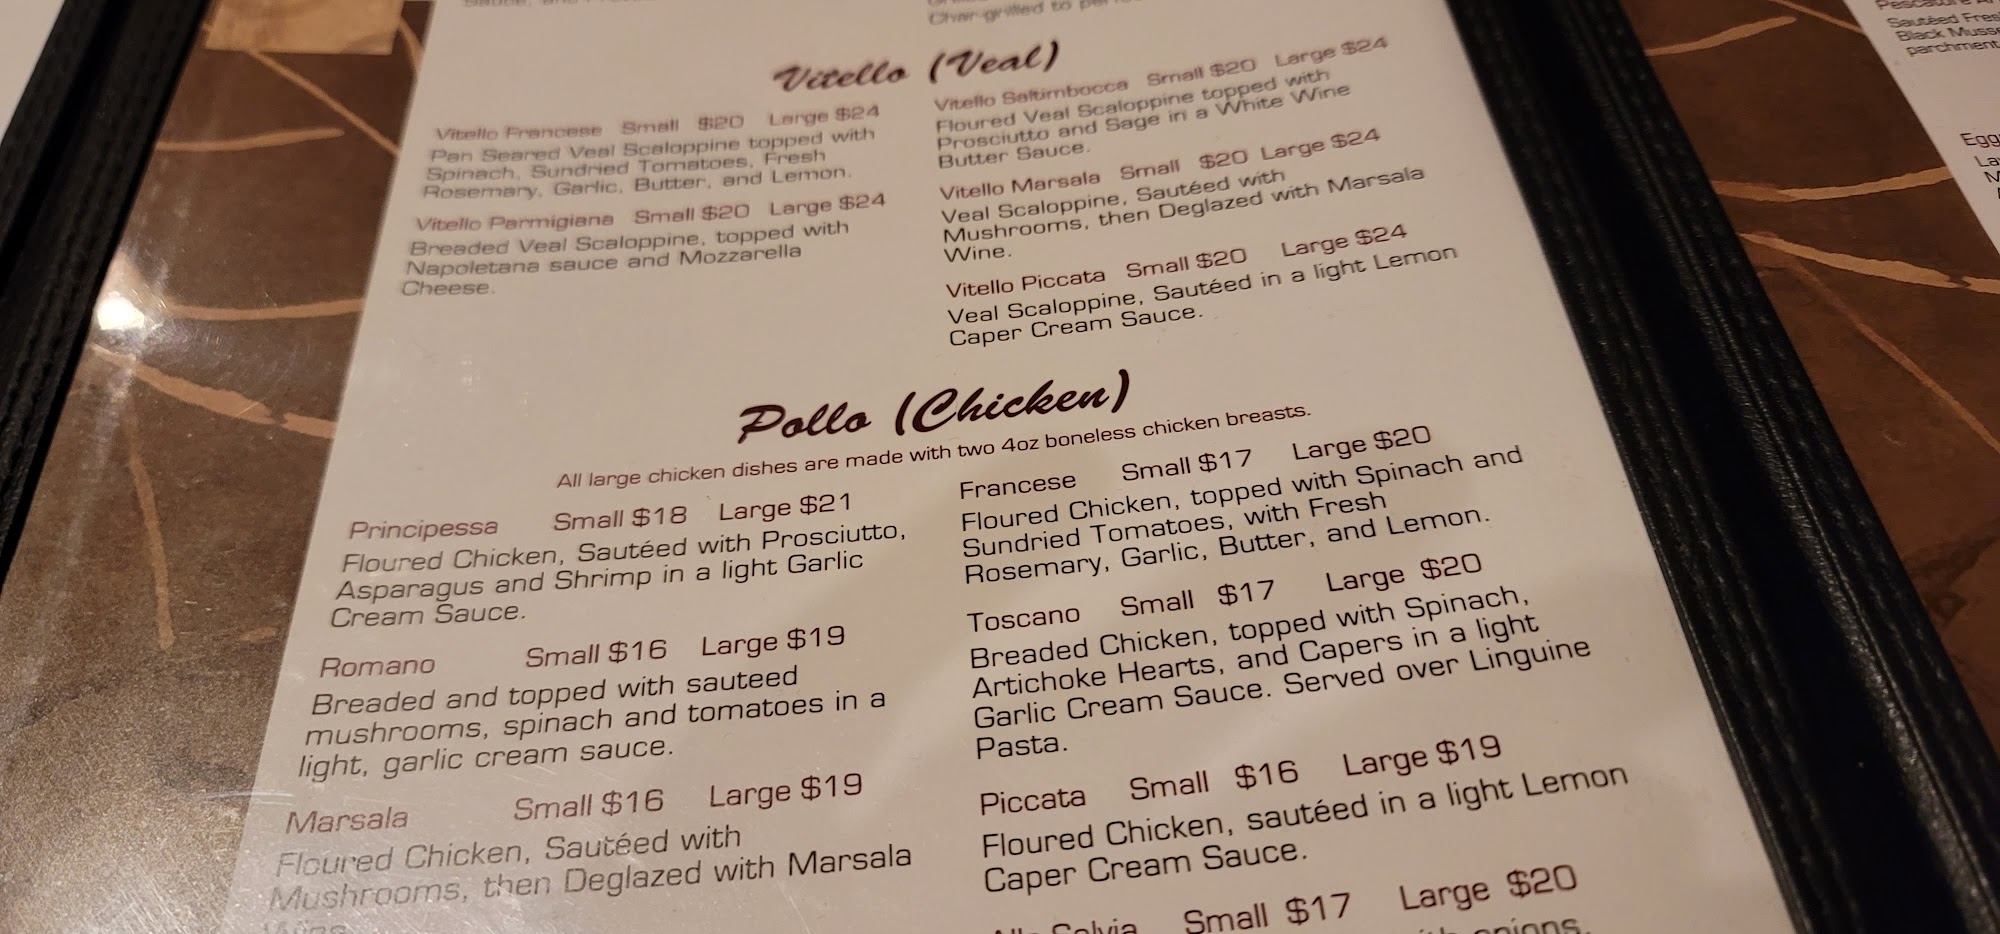 Char-grilled to
Vitello (Veal)
Vitello Francese Small $20 Large $24
Pan Seared Veal Scaloppine topped with
Spinach, Sundried Tomatoes, Fresh
Rosemary, Garlic, Butter, and Lemon.
Vitello Parmigiana Small $20 Large $24
Breaded Veal Scaloppine, topped with
Napoletana sauce and Mozzarella
Cheese.
Vitello Saltimbocca Small $20 Large $24
Floured Veal Scaloppine topped with
Prosciutto and Sage in a White Wine
Butter Sauce.
Vitello Marsala Small $20 Large $24
Veal Scaloppine, Sautéed with
Mushrooms, then Deglazed with Marsala
Wine.
Vitello Piccata Small $20 Large $24
Veal Scaloppine, Sautéed in a light Lemon
Caper Cream Sauce.
Pollo (Chicken)
All large chicken dishes are made with two 4oz boneless chicken breasts.
Principessa Small $18 Large $21
Floured Chicken, Sautéed with Prosciutto,
Asparagus and Shrimp in a light Garlic
Cream Sauce.
Romano Small $16 Large $19
Breaded and topped with sauteed
mushrooms, spinach and tomatoes in a
light, garlic cream sauce.
Marsala Small $16 Large $19
Floured Chicken, Sautéed with
Mushrooms, then Deglazed with Marsala
Francese Small $17 Large $20
Floured Chicken, topped with Spinach and
Sundried Tomatoes, with Fresh
Rosemary, Garlic, Butter, and Lemon.
Toscano Small $17 Large $20
Breaded Chicken, topped with Spinach,
Artichoke Hearts, and Capers in a light
Garlic Cream Sauce. Served over Linguine
Pasta.
Piccata Small $16 Large $19
Floured Chicken, sautéed in a light Lemon
Caper Cream Sauce.
Salvia Small $17 Large $20
onions.
Sautéed
Black
parchment